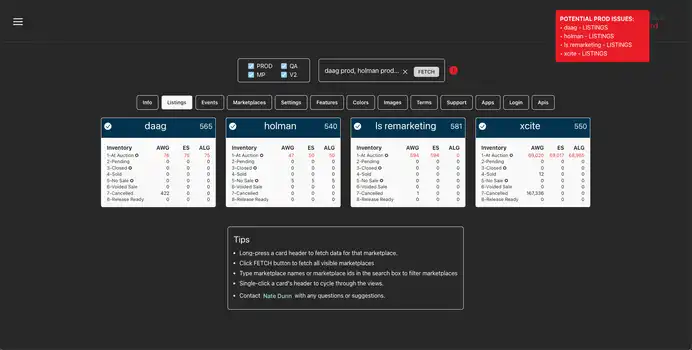 POTENTIAL PROD ISSUES:
- daag - LISTINGS
- holman - LISTINGS
- ls remarketing - LISTINGS
- xcite - LISTINGS
PROD QA
MP V2
daag prod, holman prod... × FETCH
Info Listings Events Marketplaces Settings Features Colors Images Terms Support Apps Login Apis
daag 565
Inventory AWG ES ALG
1-At Auction 76 76 75
2-Pending 0 0 0
3-Closed 0 0 0
4-Sold 0 0 0
5-No Sale 0 0 0
6-Voided Sale 0 0 0
7-Cancelled 422 0 0
8-Release Ready 0 0 0
holman 540
Inventory AWG ES ALG
1-At Auction 47 50 50
2-Pending 0 0 0
3-Closed 0 0 0
4-Sold 0 0 0
5-No Sale 5 5 5
6-Voided Sale 0 0 0
7-Cancelled 0 0 0
8-Release Ready 0 0 0
ls remarketing 581
Inventory AWG ES ALG
1-At Auction 594 594 0
2-Pending 0 0 0
3-Closed 0 0 0
4-Sold 0 0 0
5-No Sale 0 0 0
6-Voided Sale 0 0 0
7-Cancelled 1 0 0
8-Release Ready 0 0 0
xcite 550
Inventory AWG ES ALG
1-At Auction
2-Pending 0 0 0
3-Closed 0 0 0
4-Sold 12 0 0
5-No Sale 0 0 0
6-Voided Sale 0 0 0
7-Cancelled 167,336 0 0
8-Release Ready 0 0 0
Tips
• Long-press a card header to fetch data for that marketplace.
• Click FETCH button to fetch all visible marketplaces
• Type marketplace names or marketplace ids in the search box to filter marketplaces
• Single-click a card's header to cycle through the views.
• Contact Nate Dunn with any questions or suggestions.